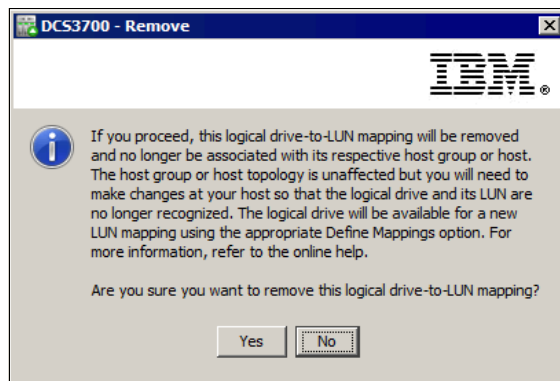 DCS3700 - Remove
IBM®
If you proceed, this logical drive-to-LUN mapping will be removed
and no longer be associated with its respective host group or host.
The host group or host topology is unaffected but you will need to
make changes at your host so that the logical drive and its LUN are
no longer recognized. The logical drive will be available for a new
LUN mapping using the appropriate Define Mappings option. For
more information, refer to the online help.
Are you sure you want to remove this logical drive-to-LUN mapping?
Yes No